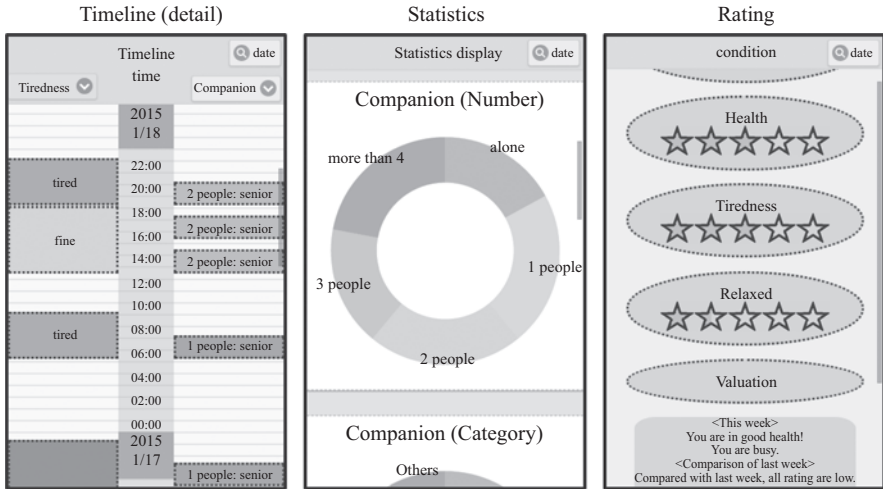 Timeline (detail)
Timeline
time
date
Tiredness
Companion
2015
1/18
22:00
tired
20:00
2 people: senior
18:00
2 people: senior
fine
16:00
14:00
2 people: senior
12:00
10:00
08:00
tired
1 people: senior
06:00
04:00
02:00
00:00
2015
1/17
1 people: senior
Statistics
Statistics display
date
Companion (Number)
more than 4
alone
3 people
1 people
2 people
Companion (Category)
Others
Rating
condition
date
Health
Tiredness
Relaxed
Valuation
<This week>
You are in good health!
You are busy.
<Comparison of last week>
Compared with last week, all rating are low.